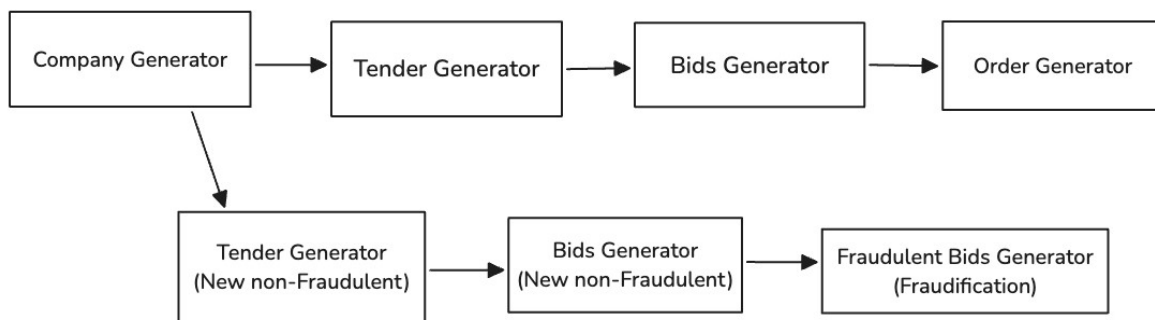 Company Generator
Tender Generator
Bids Generator
Order Generator
Tender Generator
(New non-Fraudulent)
Bids Generator
(New non-Fraudulent)
Fraudulent Bids Generator
(Fraudification)